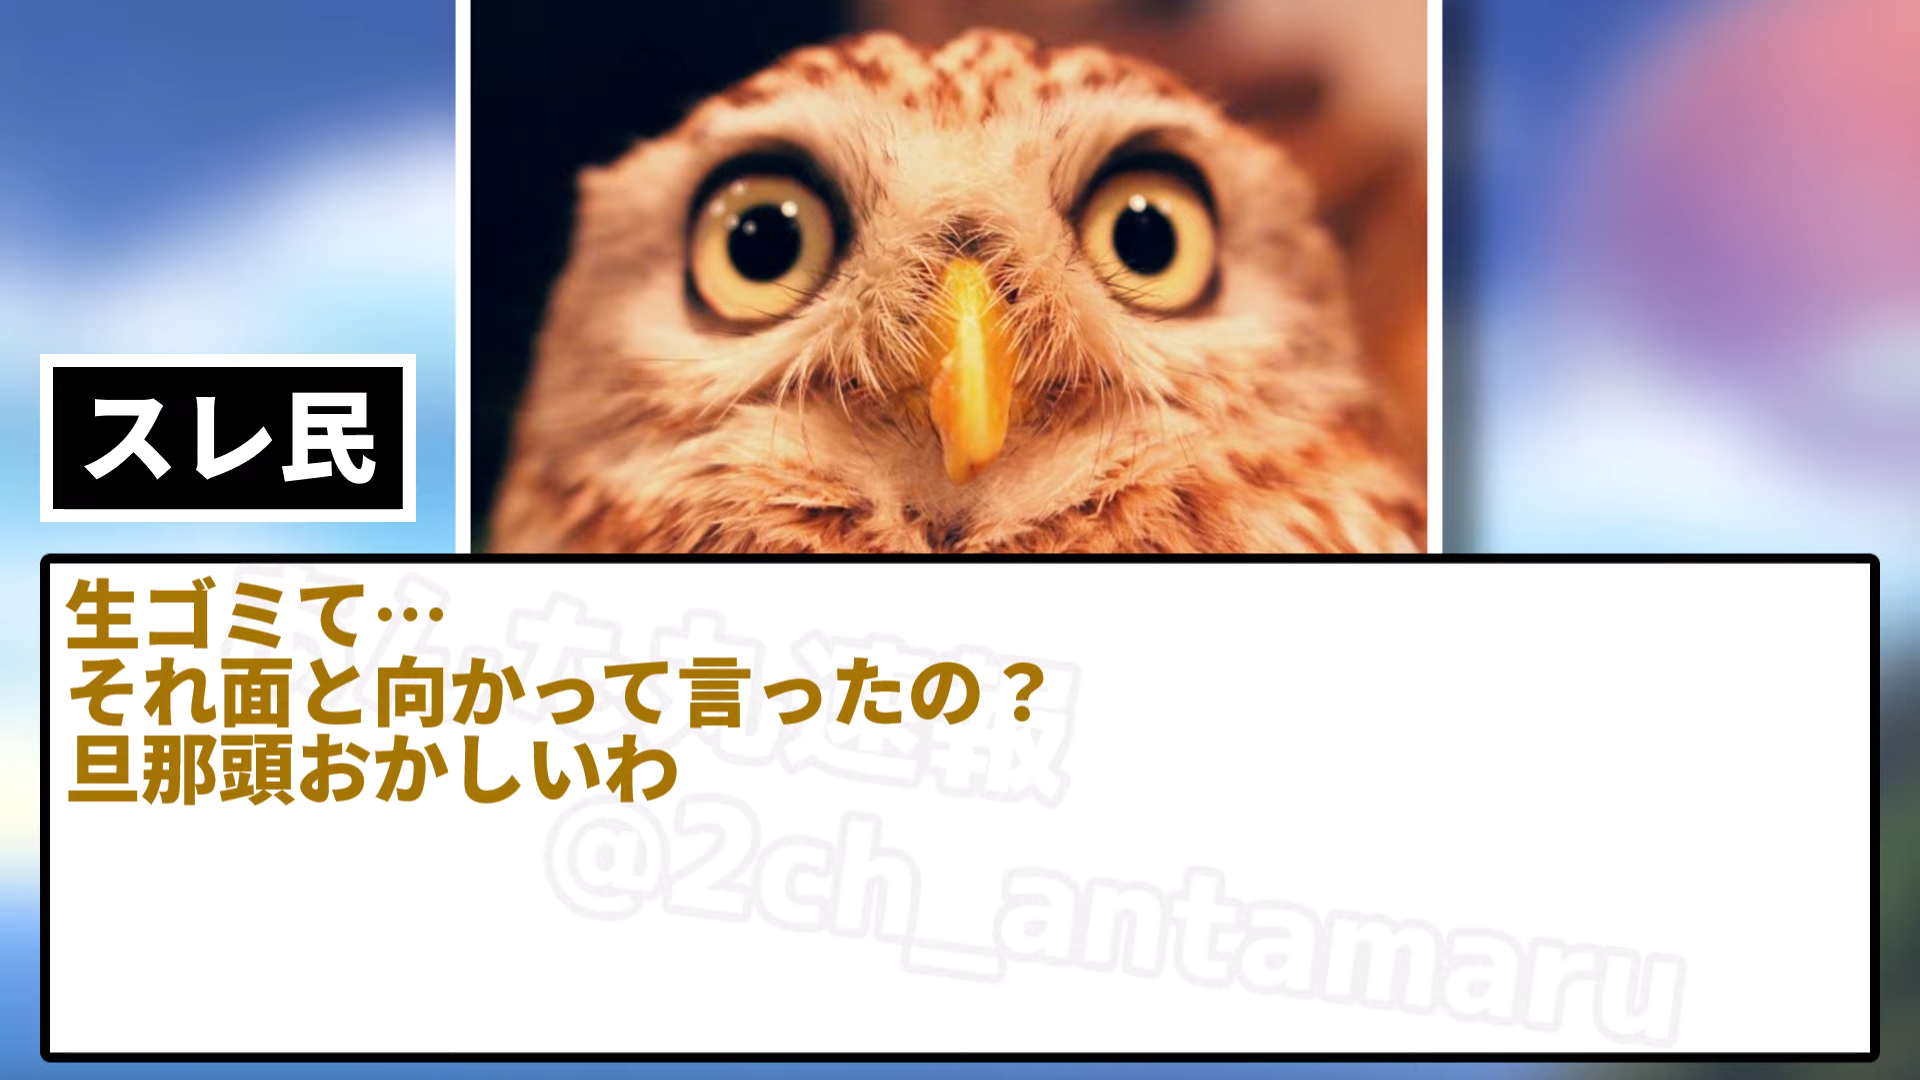 スレ民
生ゴミて…
それ面と向かって言ったの？
旦那頭おかしいわ
@2ch_antamaru